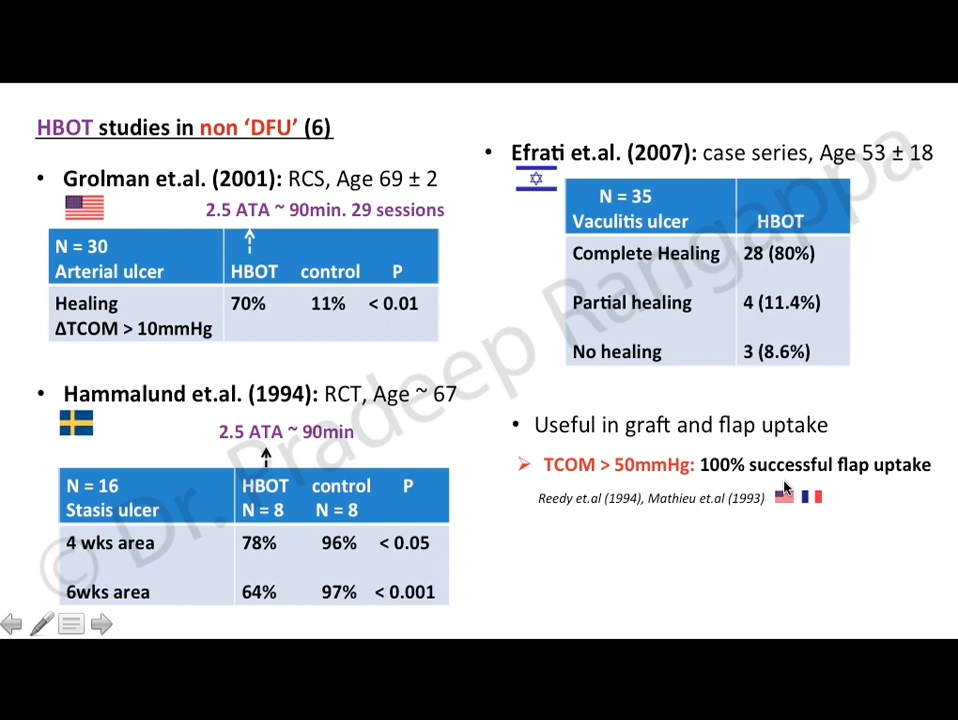 HBOT studies in non ‘DFU’ (6)
• Grolman et.al. (2001): RCS, Age 69 ± 2
2.5 ATA ~ 90min. 29 sessions
N = 30
Arterial ulcer HBOT control P
Healing 70% 11% < 0.01
ΔTCOM > 10mmHg
• Hammalund et.al. (1994): RCT, Age ~ 67
2.5 ATA ~ 90min
N = 16 HBOT control P
Stasis ulcer N = 8 N = 8
4 wks area 78% 96% < 0.05
6wks area 64% 97% < 0.001
• Efrati et.al. (2007): case series, Age 53 ± 18
N = 35
Vaculitis ulcer HBOT
Complete Healing 28 (80%)
Partial healing 4 (11.4%)
No healing 3 (8.6%)
• Useful in graft and flap uptake
➢ TCOM > 50mmHg: 100% successful flap uptake
Reedy et.al (1994), Mathieu et.al (1993)
© Dr. Pradeep Rangappa